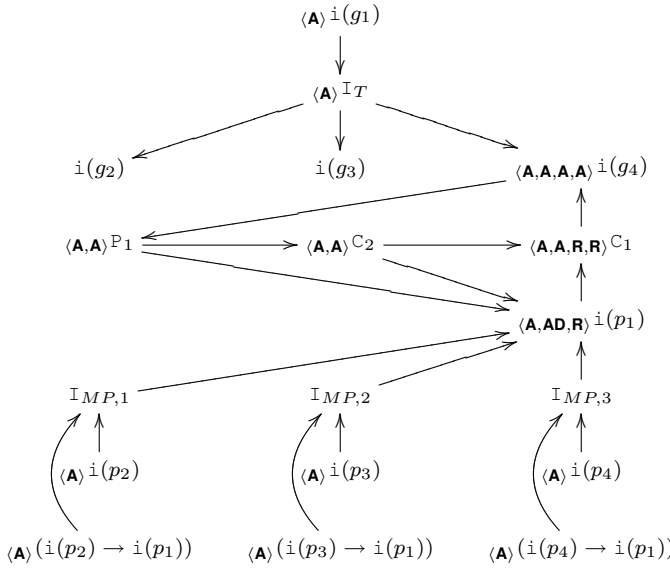 ⟨A⟩ i(g1)
⟨A⟩ I_T
i(g2) i(g3) ⟨A,A,A,A⟩ i(g4)
⟨A,A⟩ P1 ⟨A,A⟩ C2 ⟨A,A,R,R⟩ C1
⟨A,AD,R⟩ i(p1)
I_MP,1 I_MP,2 I_MP,3
⟨A⟩ i(p2) ⟨A⟩ i(p3) ⟨A⟩ i(p4)
⟨A⟩ (i(p2) → i(p1)) ⟨A⟩ (i(p3) → i(p1)) ⟨A⟩ (i(p4) → i(p1))